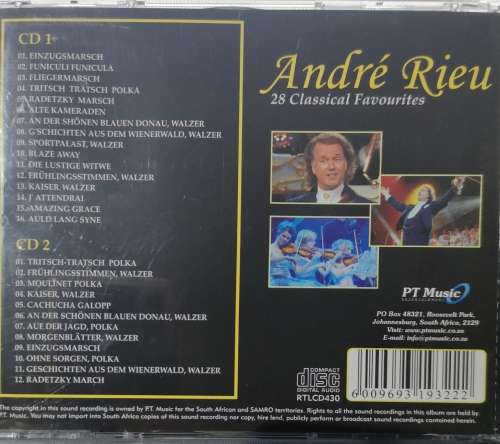 CD 1
01. EINZUGSMARSCH
02. FUNICULI FUNICULA
03. FLIEGERMARSCH
04. TRITSCH TRÄTSCH POLKA
05. RADETZKY MARSCH
06. ALTE KAMERADEN
07. AN DER SHÖNEN BLAUEN DONAU, WALZER
08. G'SCHICHTEN AUS DEM WIENERWALD, WALZER
09. SPORTPALAST, WALZER
10. BLAZE AWAY
11. DIE LUSTIGE WITWE
12. FRÜHLINGSSTIMMEN, WALZER
13. KAISER, WALZER
14. J'ATTENDRAI
15. AMAZING GRACE
16. AULD LANG SYNE
CD 2
01. TRITSCH-TRATSCH POLKA
02. FRÜHLINGSSTIMMEN, WALZER
03. MOULINET POLKA
04. KAISER, WALZER
05. CACHUCHA GALOPP
06. AN DER SHÖNEN BLAUEN DONAU, WALZER
07. AUF DER JAGD, POLKA
08. MORGENBLÄTTER, WALZER
09. EINZUGSMARSCH
10. OHNE SORGEN, POLKA
11. GESCHICHTEN AUS DEM WIENERWALD, WALZER
12. RADETZKY MARCH
André Rieu
28 Classical Favourites
PT Music
ENTERTAINMENT
PO Box 48321, Roosevelt Park,
Johannesburg, South Africa, 2129
Visit: www.ptmusic.co.za
E-mail: info@ptmusic.co.za
COMPACT
disc
DIGITAL AUDIO
RTLCD430
6 009693 193222
The copyright in this sound recording is owned by P.T. Music for the South African and SAMRO territories. Rights to all the sound recordings in this album are held by
P.T. Music. You may not import into South Africa copies of this sound recording nor copy, hire lend, publicly perform or broadcast sound recordings contained herein.